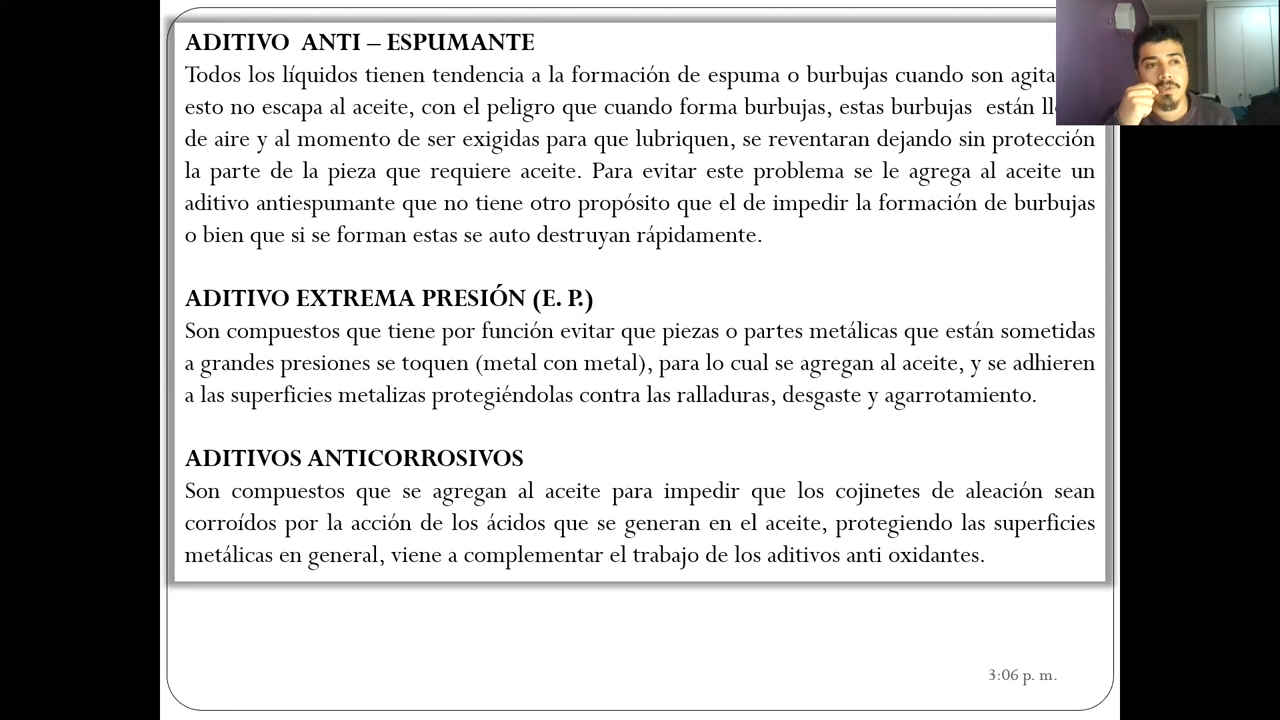 ADITIVO ANTI – ESPUMANTE
Todos los líquidos tienen tendencia a la formación de espuma o burbujas cuando son
esto no escapa al aceite, con el peligro que cuando forma burbujas, estas burbujas están
de aire y al momento de ser exigidas para que lubriquen, se reventaran dejando sin protección
la parte de la pieza que requiere aceite. Para evitar este problema se le agrega al aceite un
aditivo antiespumante que no tiene otro propósito que el de impedir la formación de burbujas
o bien que si se forman estas se auto destruyan rápidamente.
ADITIVO EXTREMA PRESIÓN (E. P.)
Son compuestos que tiene por función evitar que piezas o partes metálicas que están sometidas
a grandes presiones se toquen (metal con metal), para lo cual se agregan al aceite, y se adhieren
a las superficies metalizas protegiéndolas contra las ralladuras, desgaste y agarrotamiento.
ADITIVOS ANTICORROSIVOS
Son compuestos que se agregan al aceite para impedir que los cojinetes de aleación sean
corroídos por la acción de los ácidos que se generan en el aceite, protegiendo las superficies
metálicas en general, viene a complementar el trabajo de los aditivos anti oxidantes.
3:06 p. m.